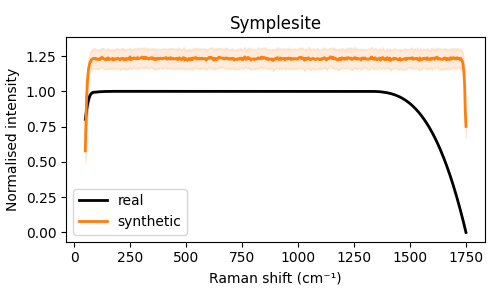 Symplesite
Normalised intensity
1.25
1.00
0.75
0.50
0.25
0.00
real
synthetic
0 250 500 750 1000 1250 1500 1750
Raman shift (cm⁻¹)